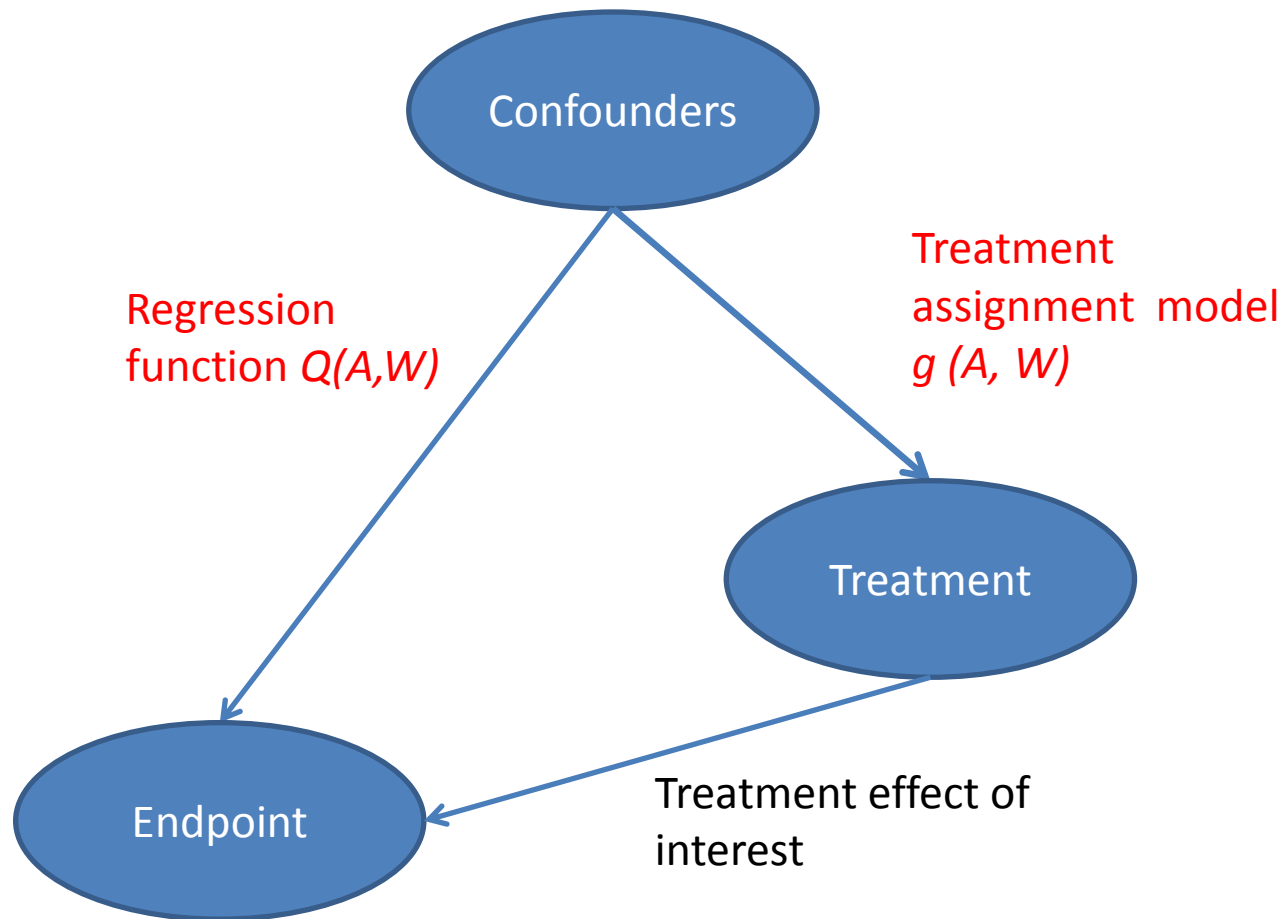 Confounders
Regression
function Q(A,W)
Treatment
assignment model
g (A, W)
Treatment
Endpoint
Treatment effect of
interest